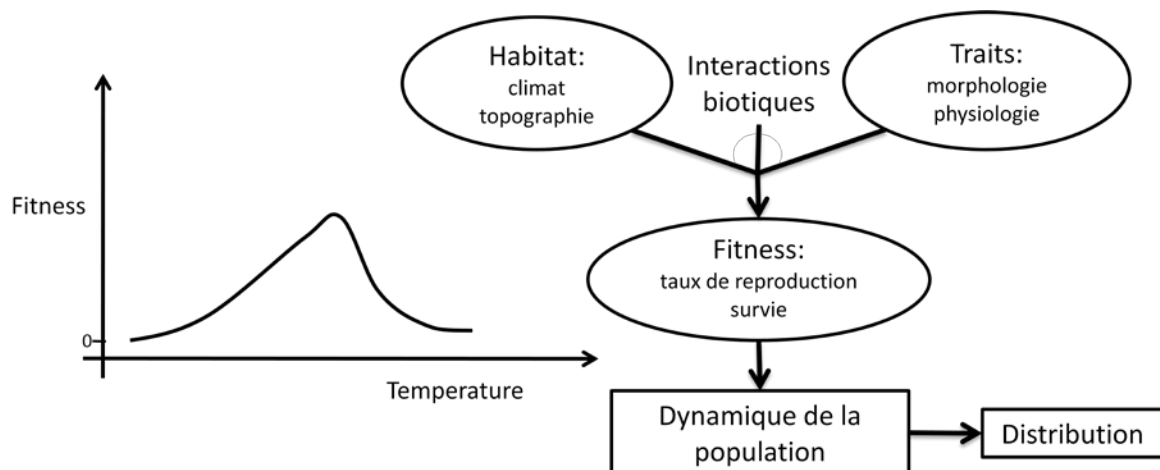 Fitness
0
Temperature
Habitat:
climat
topographie
Interactions
biotiques
Traits:
morphologie
physiologie
Fitness:
taux de reproduction
survie
Dynamique de la
population
Distribution